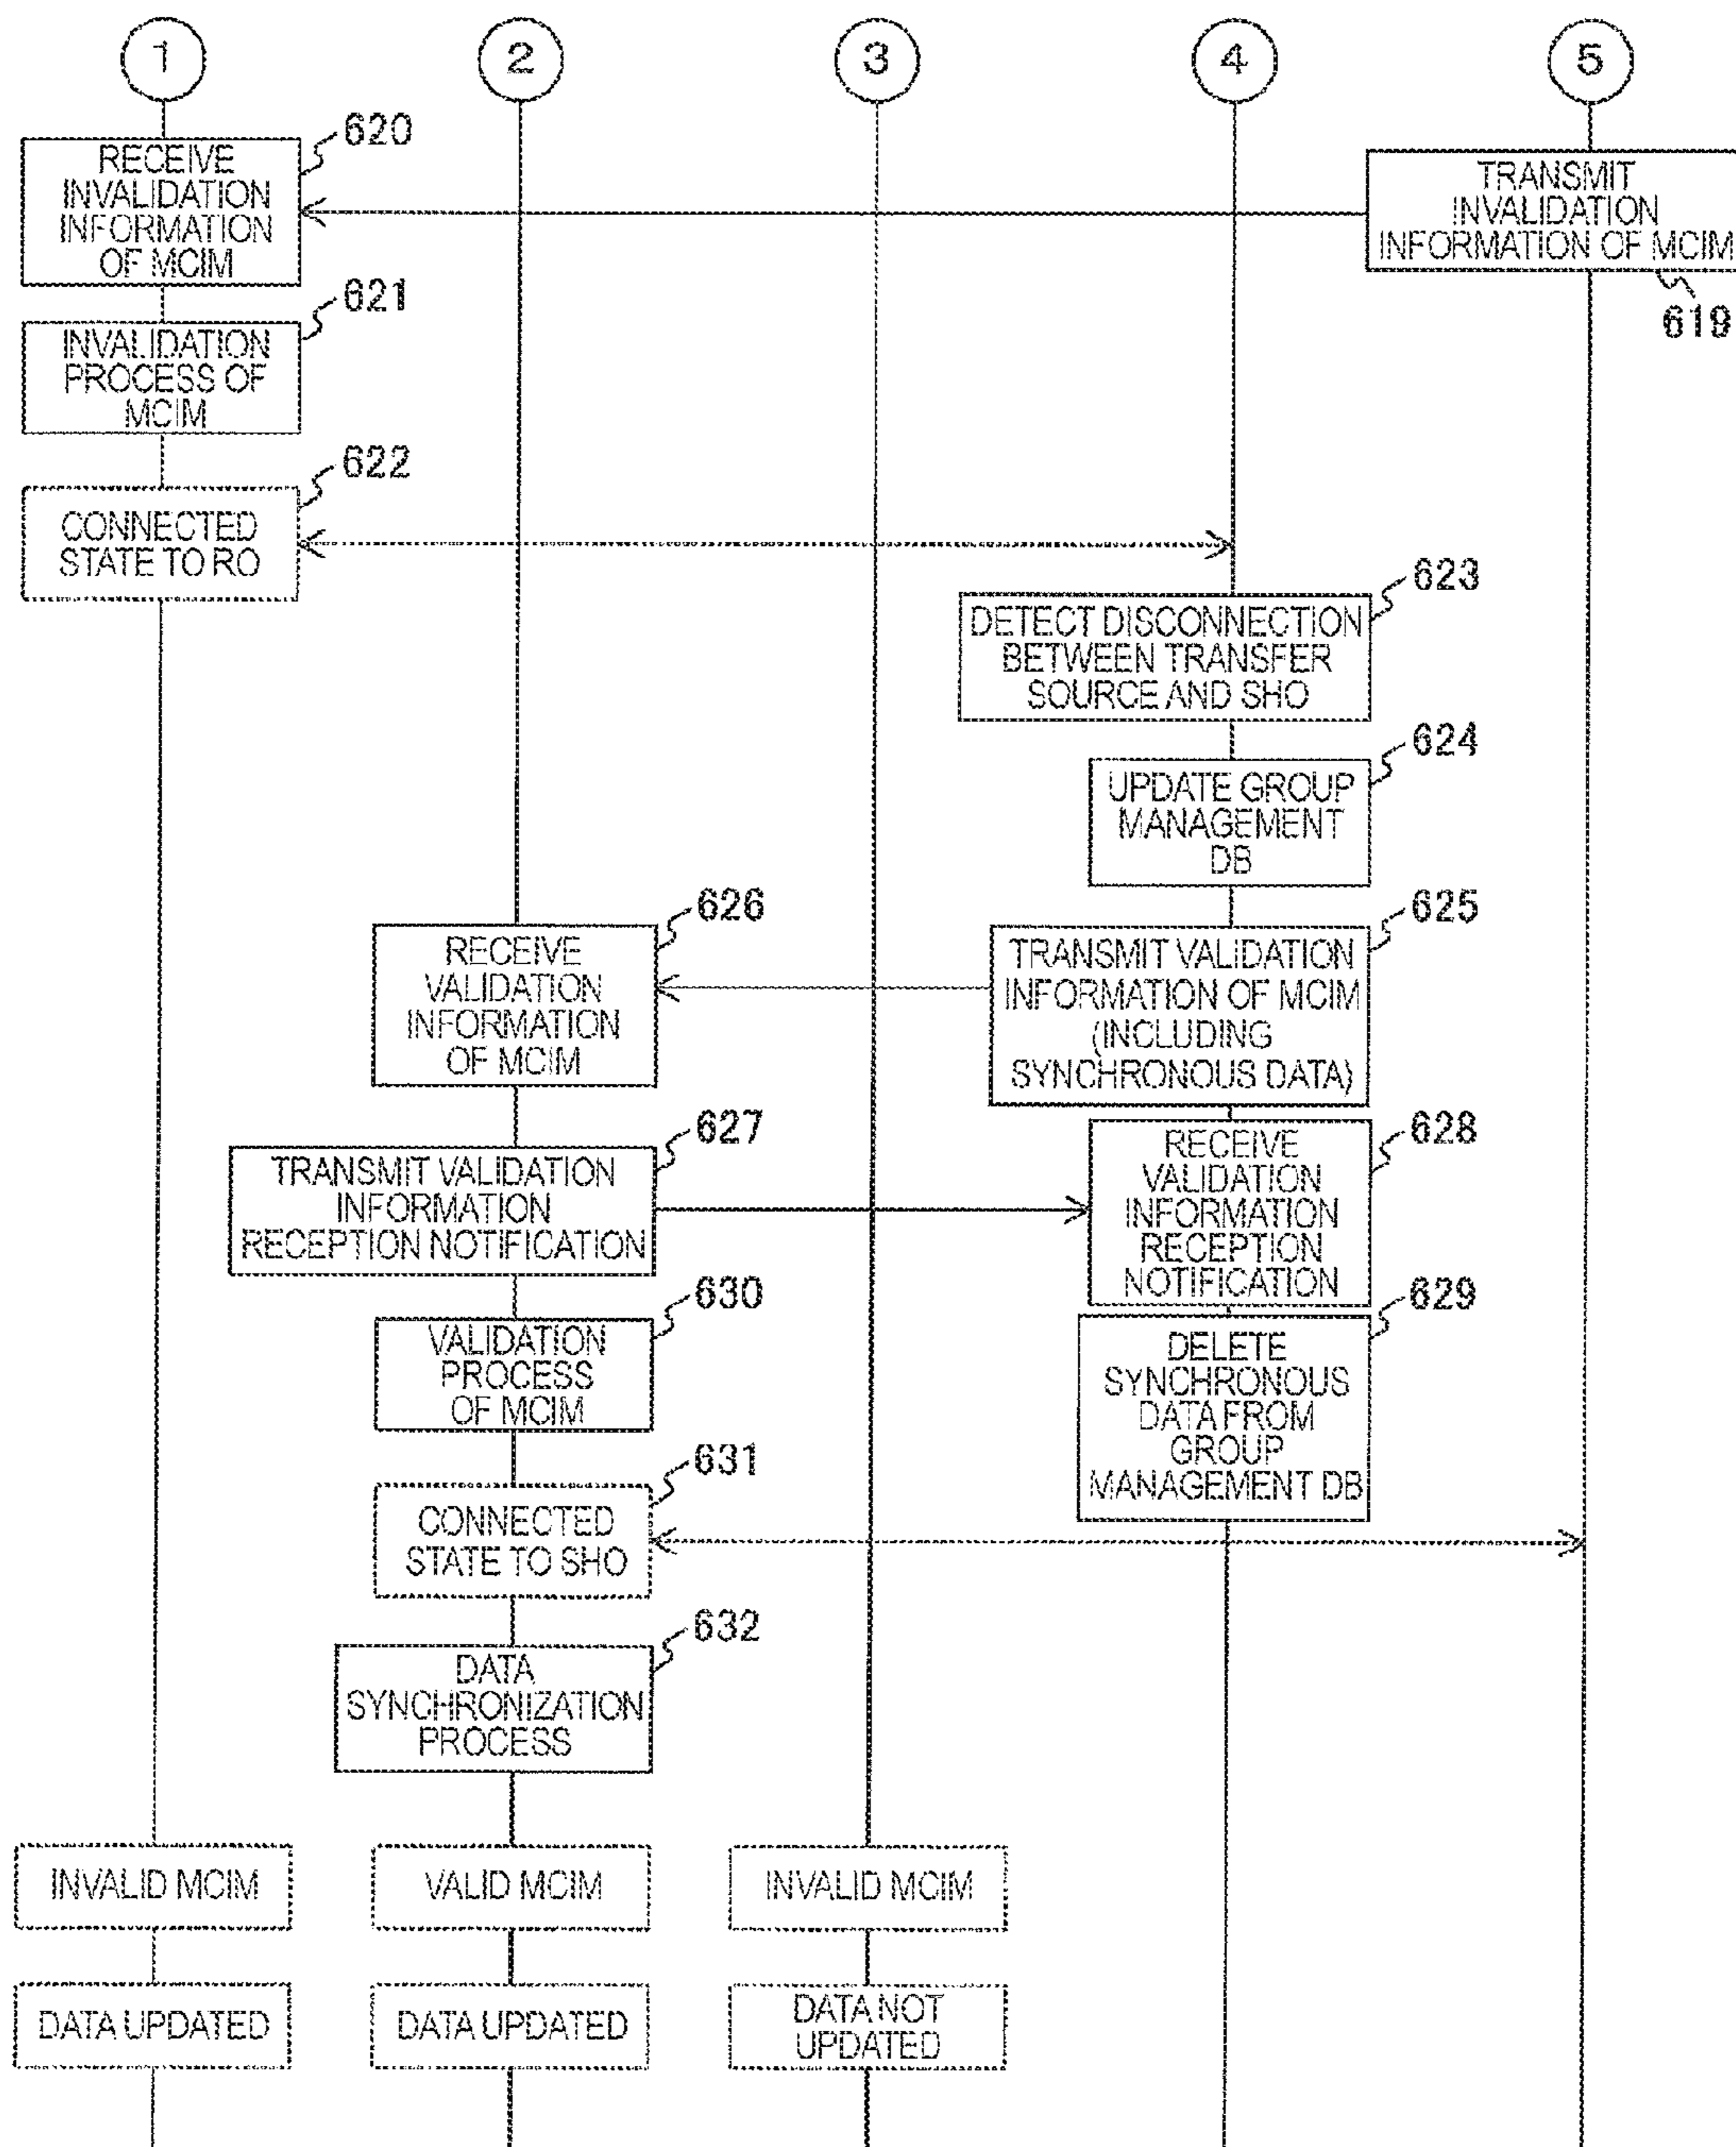 1
2
3
4
5
620
RECEIVE
INVALIDATION
INFORMATION
OF MCIM
TRANSMIT
INVALIDATION
INFORMATION OF MCIM
619
621
INVALIDATION
PROCESS OF
MCIM
622
CONNECTED
STATE TO RO
623
DETECT DISCONNECTION
BETWEEN TRANSFER
SOURCE AND SHO
624
UPDATE GROUP
MANAGEMENT
DB
626
RECEIVE
VALIDATION
INFORMATION
OF MCIM
625
TRANSMIT VALIDATION
INFORMATION OF MCIM
(INCLUDING
SYNCHRONOUS DATA)
627
TRANSMIT VALIDATION
INFORMATION
RECEPTION NOTIFICATION
628
RECEIVE
VALIDATION
INFORMATION
RECEPTION
NOTIFICATION
630
VALIDATION
PROCESS
OF MCIM
629
DELETE
SYNCHRONOUS
DATA FROM
GROUP
MANAGEMENT DB
631
CONNECTED
STATE TO SHO
632
DATA
SYNCHRONIZATION
PROCESS
INVALID MCIM
VALID MCIM
INVALID MCIM
DATA UPDATED
DATA UPDATED
DATA NOT
UPDATED